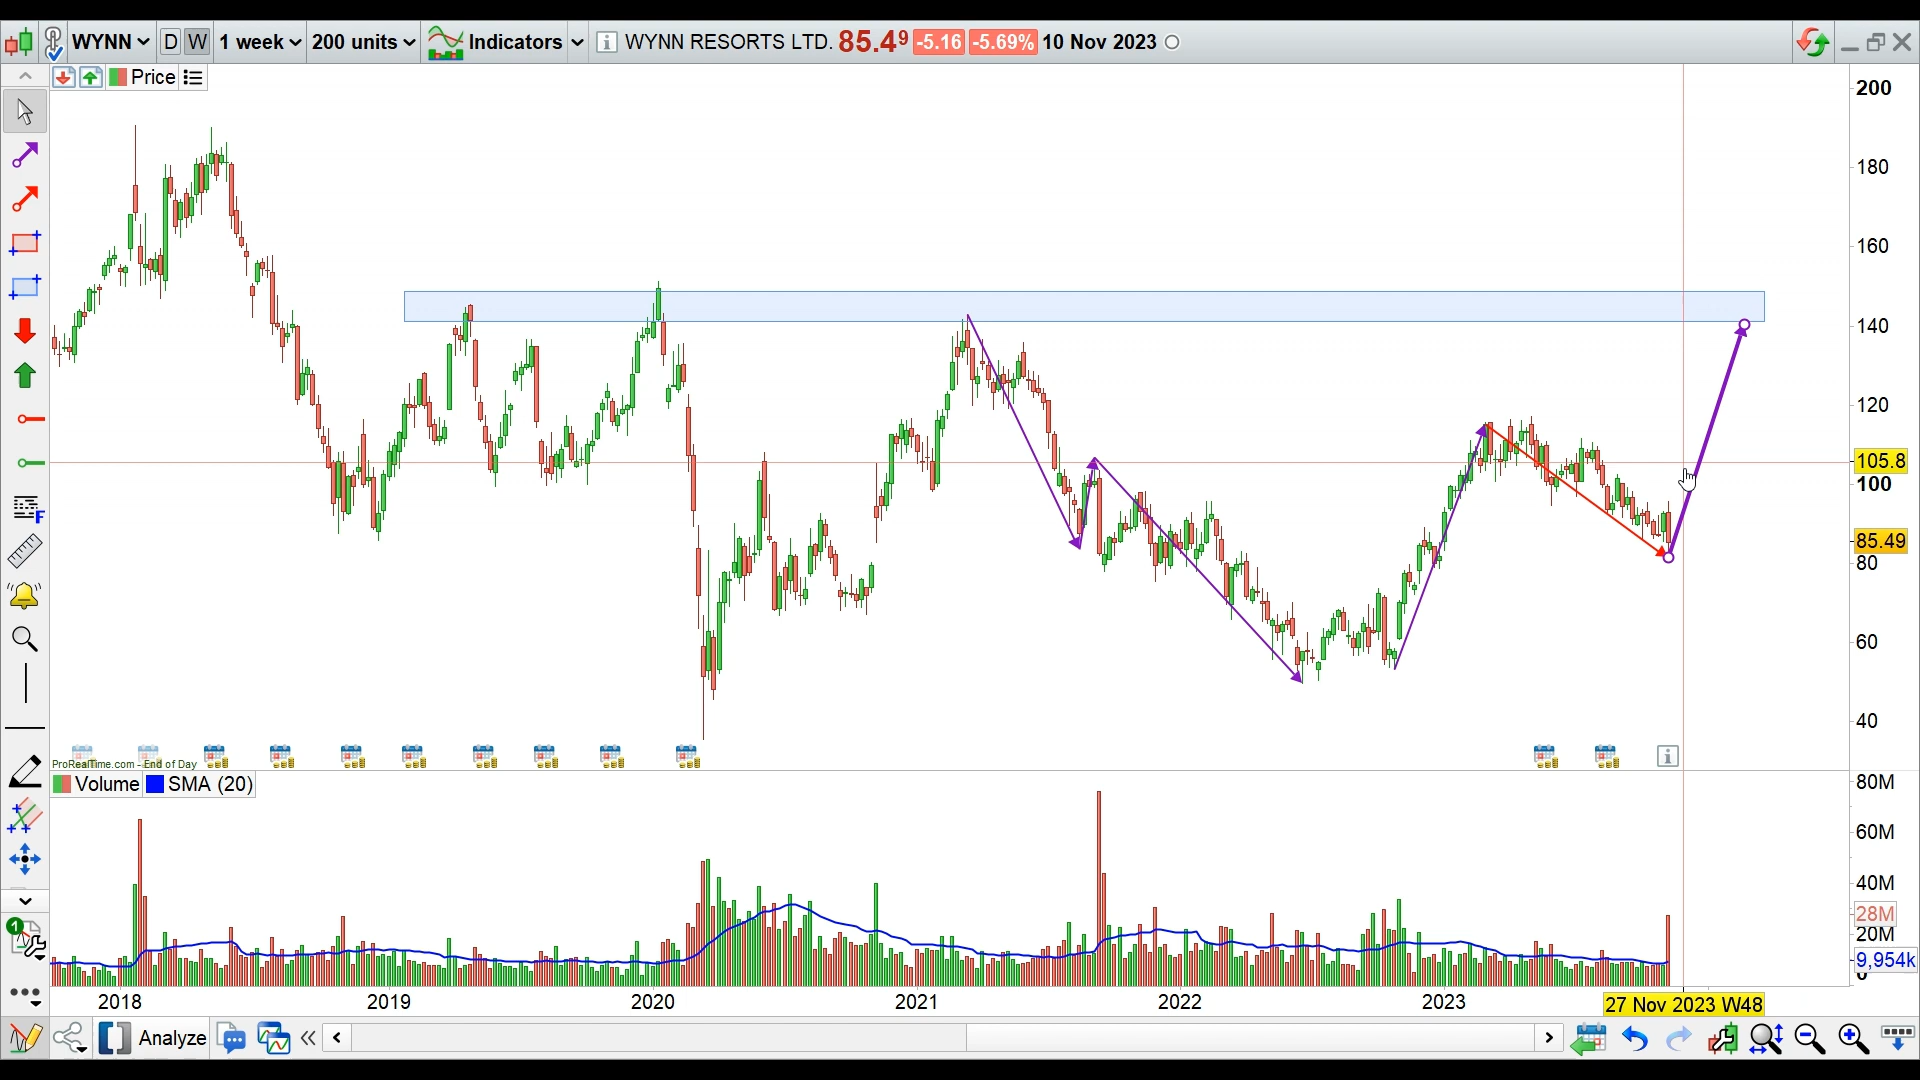 WYNN D W 1 week 200 units Indicators WYNN RESORTS LTD. 85.49 -5.16 -5.69% 10 Nov 2023
Price
200
180
160
140
120
105.8
100
85.49
80
60
40
ProRealTime.com - End of Day
Volume SMA (20)
80M
60M
40M
28M
20M
9,954k
0
2018 2019 2020 2021 2022 2023 27 Nov 2023 W48
F
1
Analyze